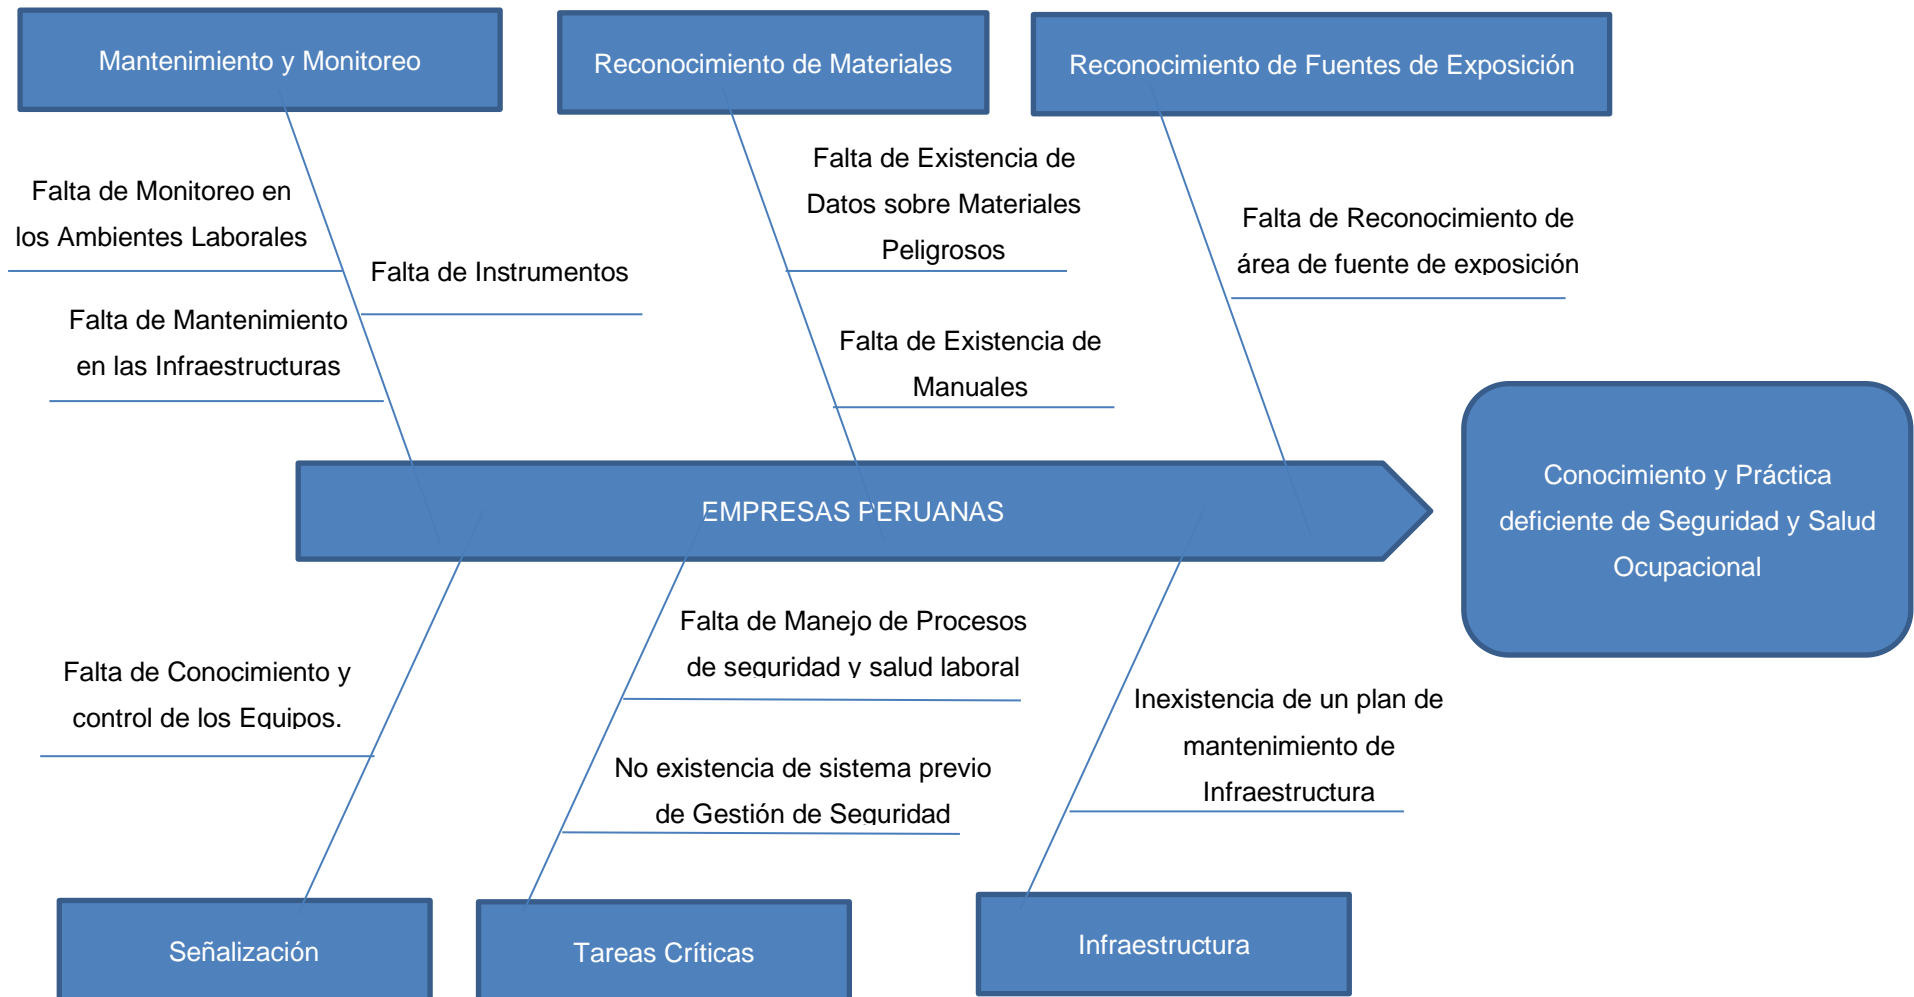 Mantenimiento y Monitoreo
Reconocimiento de Materiales
Reconocimiento de Fuentes de Exposición
Falta de Monitoreo en
los Ambientes Laborales
Falta de Instrumentos
Falta de Mantenimiento
en las Infraestructuras
Falta de Existencia de
Datos sobre Materiales
Peligrosos
Falta de Existencia de
Manuales
Falta de Reconocimiento de
área de fuente de exposición
EMPRESAS PERUANAS
Conocimiento y Práctica
deficiente de Seguridad y Salud
Ocupacional
Falta de Conocimiento y
control de los Equipos.
Falta de Manejo de Procesos
de seguridad y salud laboral
No existencia de sistema previo
de Gestión de Seguridad
Inexistencia de un plan de
mantenimiento de
Infraestructura
Señalización
Tareas Críticas
Infraestructura